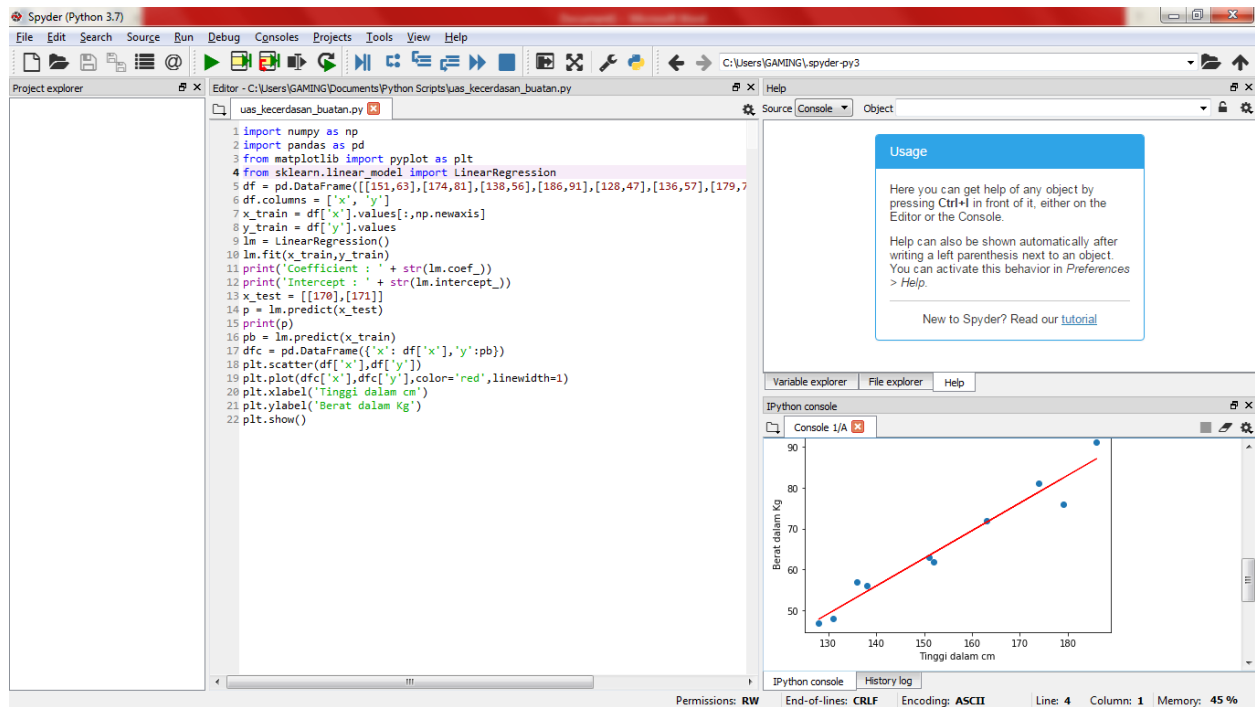 Spyder (Python 3.7)
File Edit Search Source Run Debug Consoles Projects Tools View Help
C:\Users\GAMING\.spyder-py3
Project explorer
Editor - C:\Users\GAMING\Documents\Python Scripts\uas_kecerdasan_buatan.py
uas_kecerdasan_buatan.py
1 import numpy as np
2 import pandas as pd
3 from matplotlib import pyplot as plt
4 from sklearn.linear_model import LinearRegression
5 df = pd.DataFrame([[151,63],[174,81],[138,56],[186,91],[128,47],[136,57],[179,7
6 df.columns = ['x', 'y']
7 x_train = df['x'].values[:,np.newaxis]
8 y_train = df['y'].values
9 lm = LinearRegression()
10 lm.fit(x_train,y_train)
11 print('Coefficient : ' + str(lm.coef_))
12 print('Intercept : ' + str(lm.intercept_))
13 x_test = [[170],[171]]
14 p = lm.predict(x_test)
15 print(p)
16 pb = lm.predict(x_train)
17 dfc = pd.DataFrame({'x': df['x'],'y':pb})
18 plt.scatter(df['x'],df['y'])
19 plt.plot(dfc['x'],dfc['y'],color='red',linewidth=1)
20 plt.xlabel('Tinggi dalam cm')
21 plt.ylabel('Berat dalam Kg')
22 plt.show()
Help
Source Console Object
Usage
Here you can get help of any object by
pressing Ctrl+I in front of it, either on the
Editor or the Console.
Help can also be shown automatically after
writing a left parenthesis next to an object.
You can activate this behavior in Preferences
> Help.
New to Spyder? Read our tutorial
Variable explorer File explorer Help
IPython console
Console 1/A
90
80
70
60
50
Berat dalam Kg
130 140 150 160 170 180
Tinggi dalam cm
IPython console History log
Permissions: RW End-of-lines: CRLF Encoding: ASCII Line: 4 Column: 1 Memory: 45 %